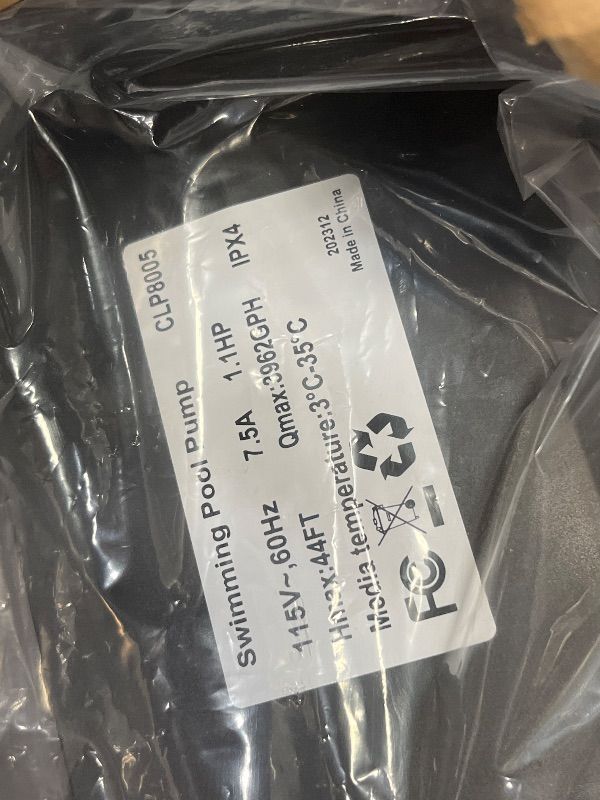 Swimming Pool Pump CLP8005
115V~,60Hz 7.5A 1.1HP IPX4
Hmax:44FT Qmax:3962GPH
Media temperature:3°C-35°C
FC
202312
Made in China